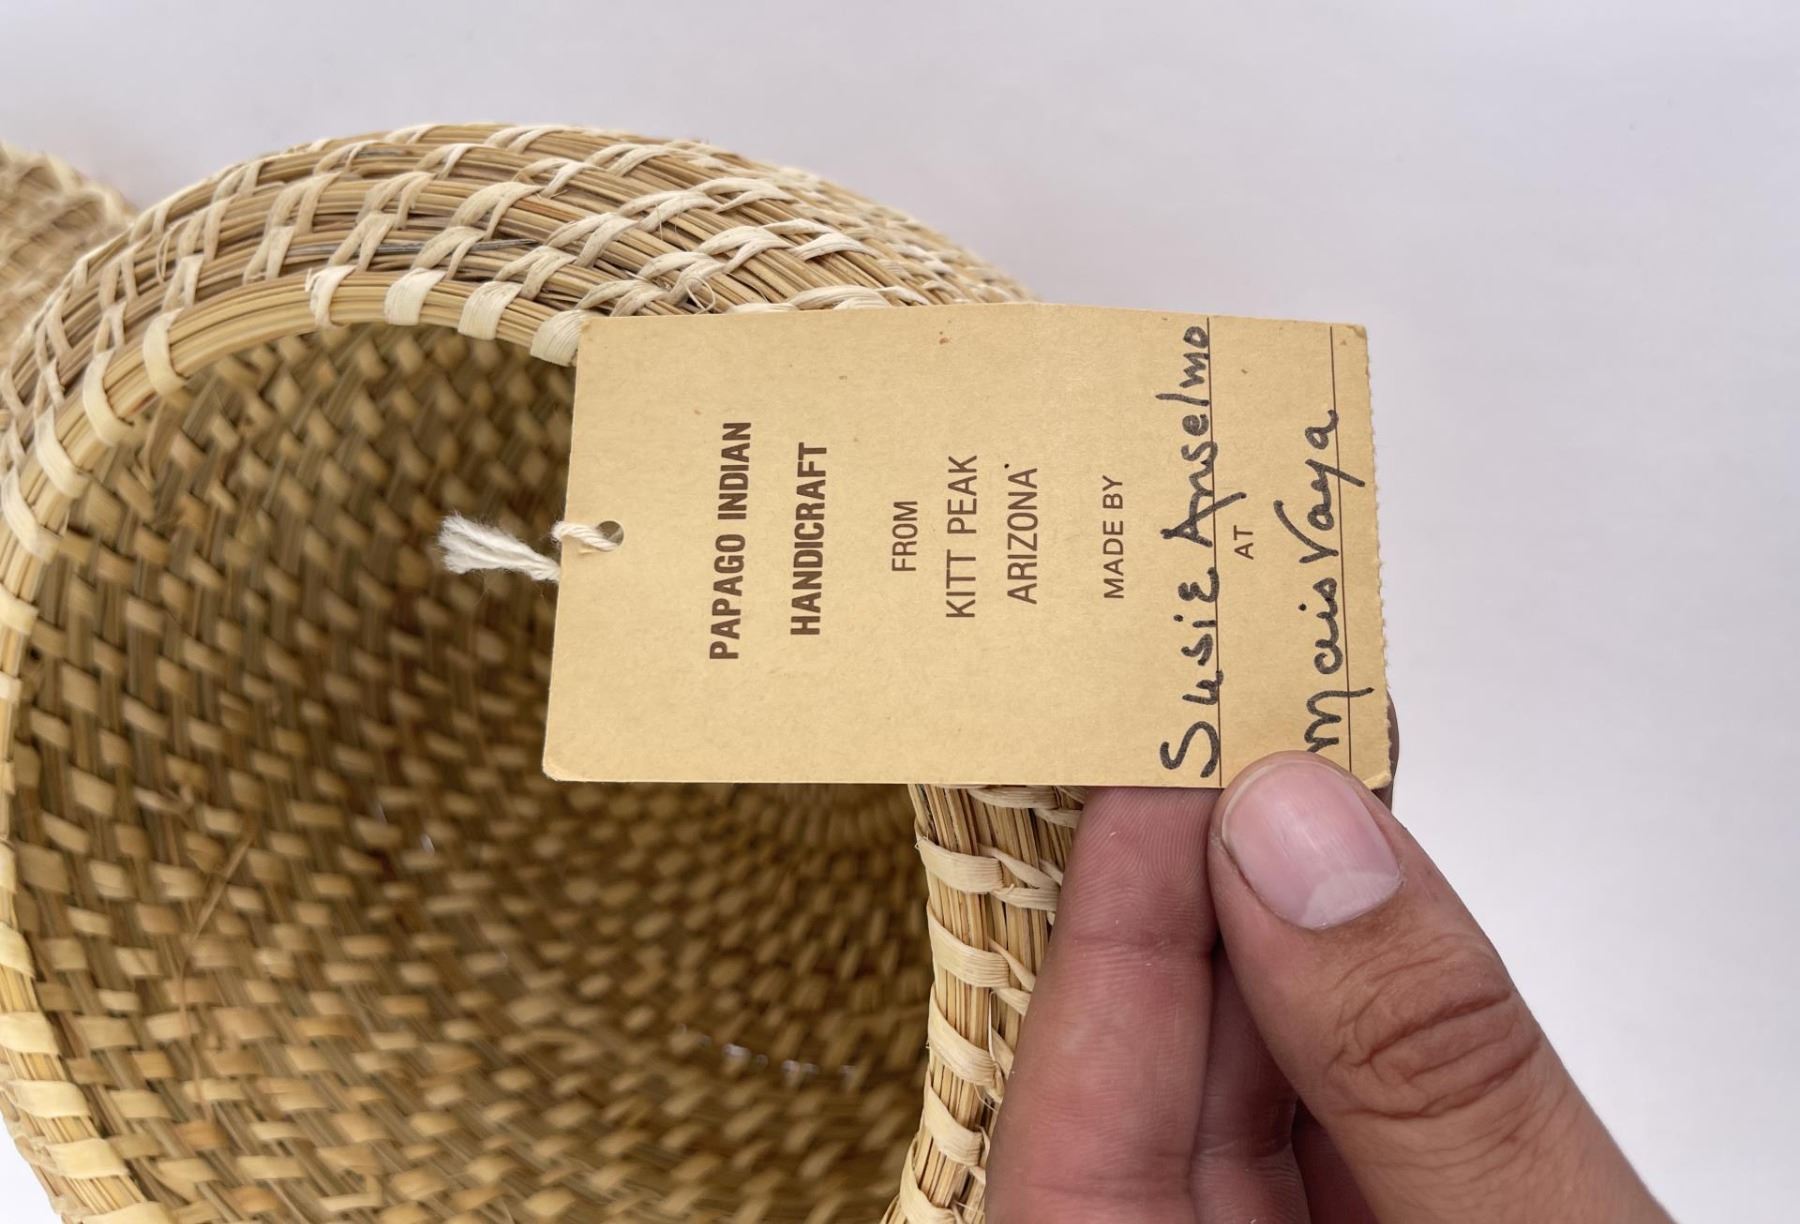 PAPAGO INDIAN
HANDICRAFT
FROM
KITT PEAK
ARIZONA
MADE BY
Susie Anselmo
AT
Mais Vaya